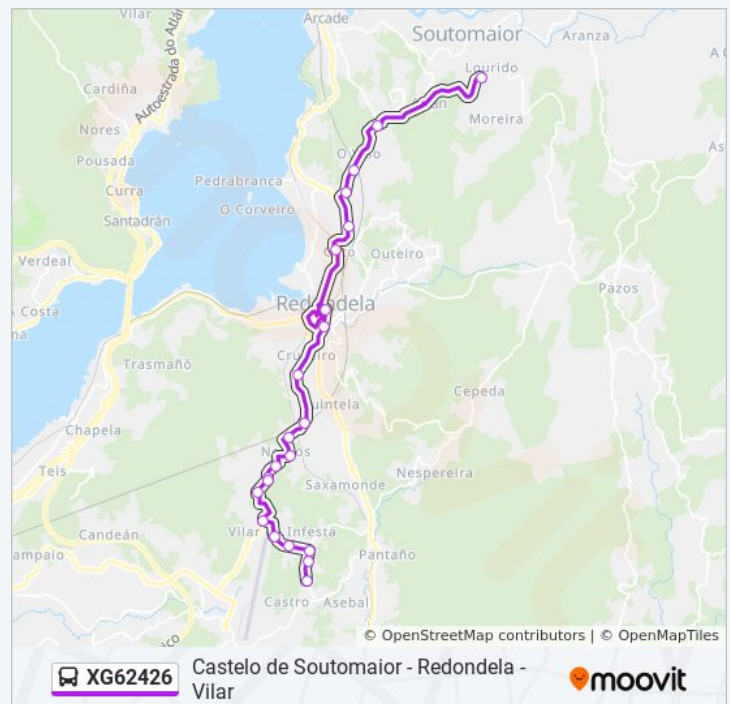 Vilar
Arcade
Soutomaior
Aranza
Lourido
Cardiña
Autoestrada do Atlán
Nores
Moreira
Pousada
Pedrabranca
Curra
O Corveiro
Santadrán
Verdeal
Outeiro
Pazos
Redondela
A Costa
Trasmañó
Cepeda
Chapela
Teis
Nespereira
Saxamonde
Candeán
Vilar
Infesta
Pantaño
ampaio
Castro
Asebal
© OpenStreetMap contributors | © OpenMapTiles
XG62426
Castelo de Soutomaior - Redondela -
Vilar
moovit